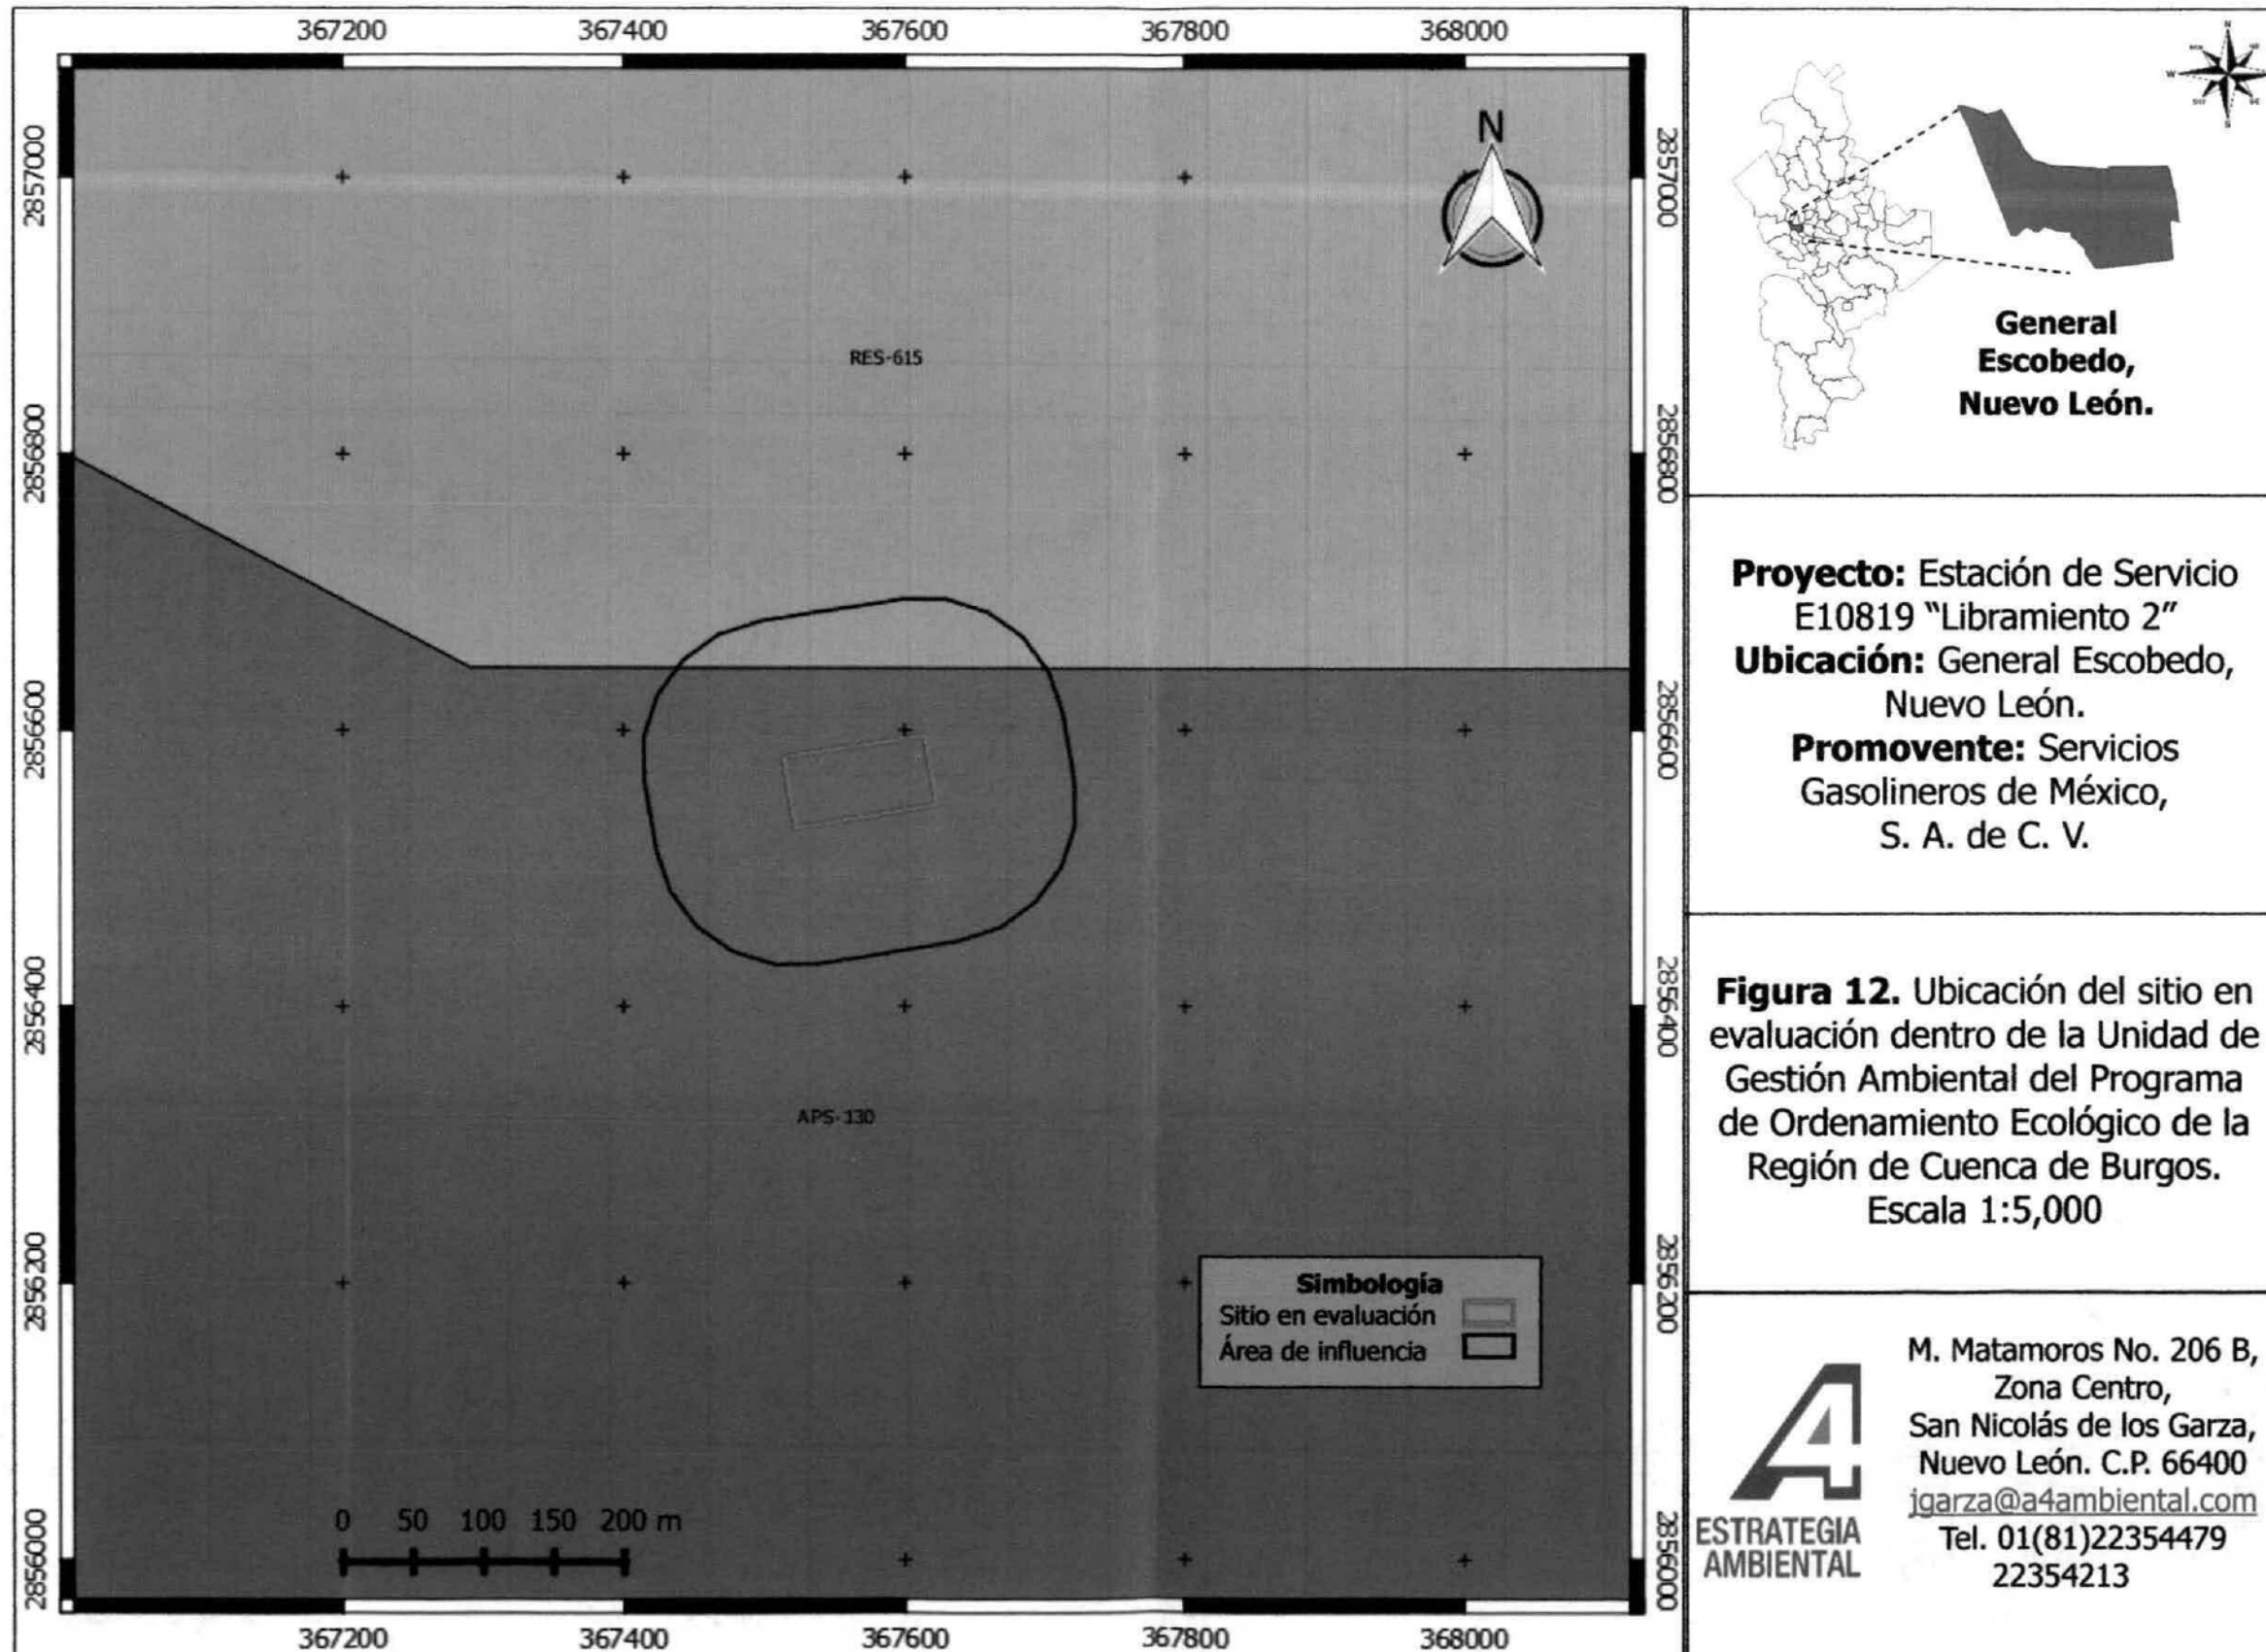 367200 367400 367600 367800 368000
2857000
2856800
2856600
2856400
2856200
2856000
N
RES-615
APS-130
Simbología
Sitio en evaluación
Área de influencia
0 50 100 150 200 m
2857000
2856800
2856600
2856400
2856200
2856000
367200 367400 367600 367800 368000
N
W
S
General
Escobedo,
Nuevo León.
Proyecto: Estación de Servicio
E10819 “Libramiento 2”
Ubicación: General Escobedo,
Nuevo León.
Promovente: Servicios
Gasolineros de México,
S. A. de C. V.
Figura 12. Ubicación del sitio en
evaluación dentro de la Unidad de
Gestión Ambiental del Programa
de Ordenamiento Ecológico de la
Región de Cuenca de Burgos.
Escala 1:5,000
A4
ESTRATEGIA
AMBIENTAL
M. Matamoros No. 206 B,
Zona Centro,
San Nicolás de los Garza,
Nuevo León. C.P. 66400
jgarza@a4ambiental.com
Tel. 01(81)22354479
22354213